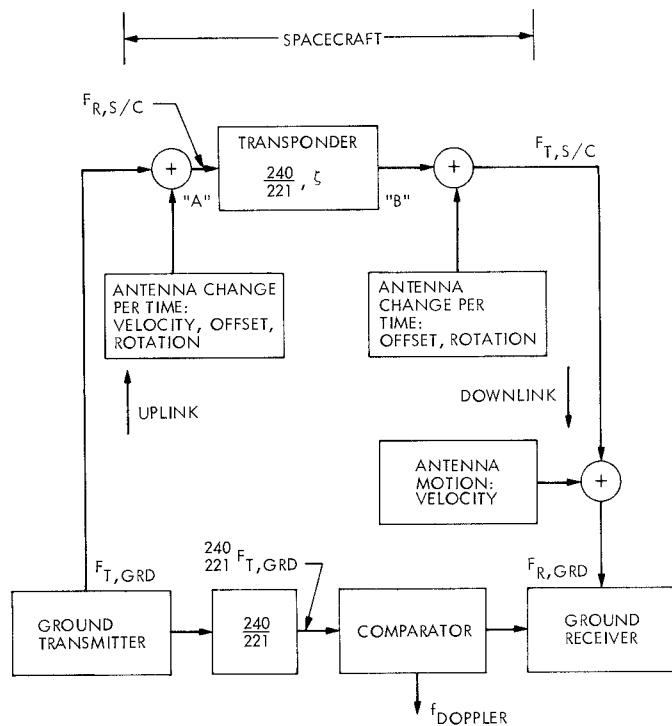 SPACECRAFT
F_R,S/C
TRANSPONDER
240
221 , ζ
F_T,S/C
+
+
"A"
"B"
ANTENNA CHANGE
PER TIME:
VELOCITY, OFFSET,
ROTATION
ANTENNA
CHANGE PER
TIME:
OFFSET, ROTATION
UPLINK
DOWNLINK
ANTENNA
MOTION:
VELOCITY
+
F_T,GRD
240
221 F_T,GRD
F_R,GRD
GROUND
TRANSMITTER
240
221
COMPARATOR
GROUND
RECEIVER
f_DOPPLER